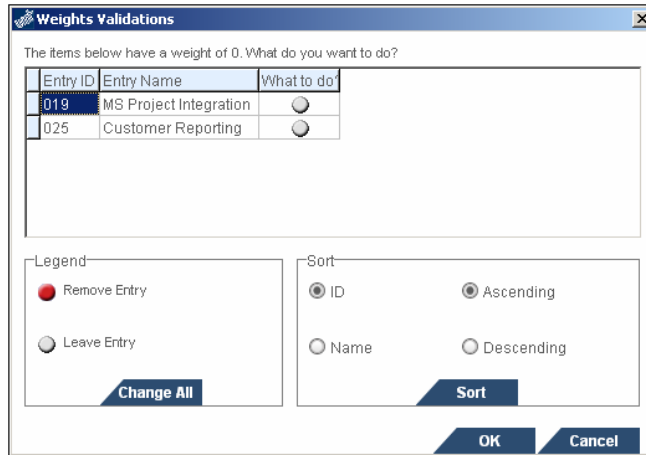 Weights Validations
The items below have a weight of 0. What do you want to do?
Entry ID Entry Name What to do?
019 MS Project Integration
025 Customer Reporting
Legend
Remove Entry
Leave Entry
Change All
Sort
ID Ascending
Name Descending
Sort
OK Cancel